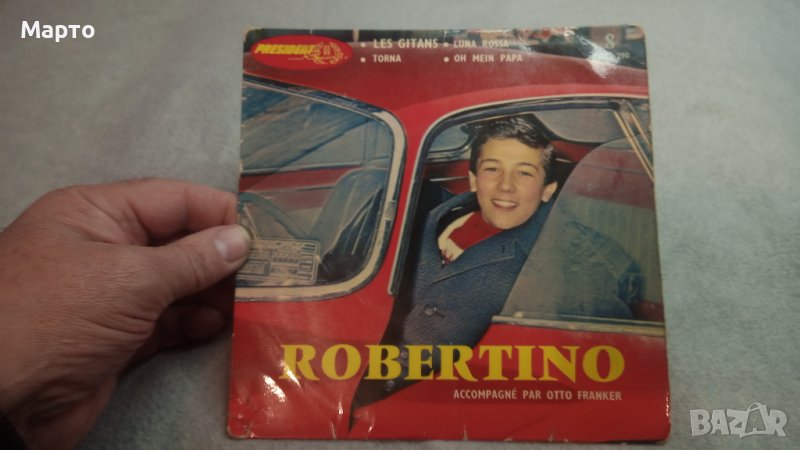 Марто
PRESIDENT
• LES GITANS • LUNA ROSSA
• TORNA • OH MEIN PAPA
ROBERTINO
ACCOMPAGNÉ PAR OTTO FRANKER
BAZAR